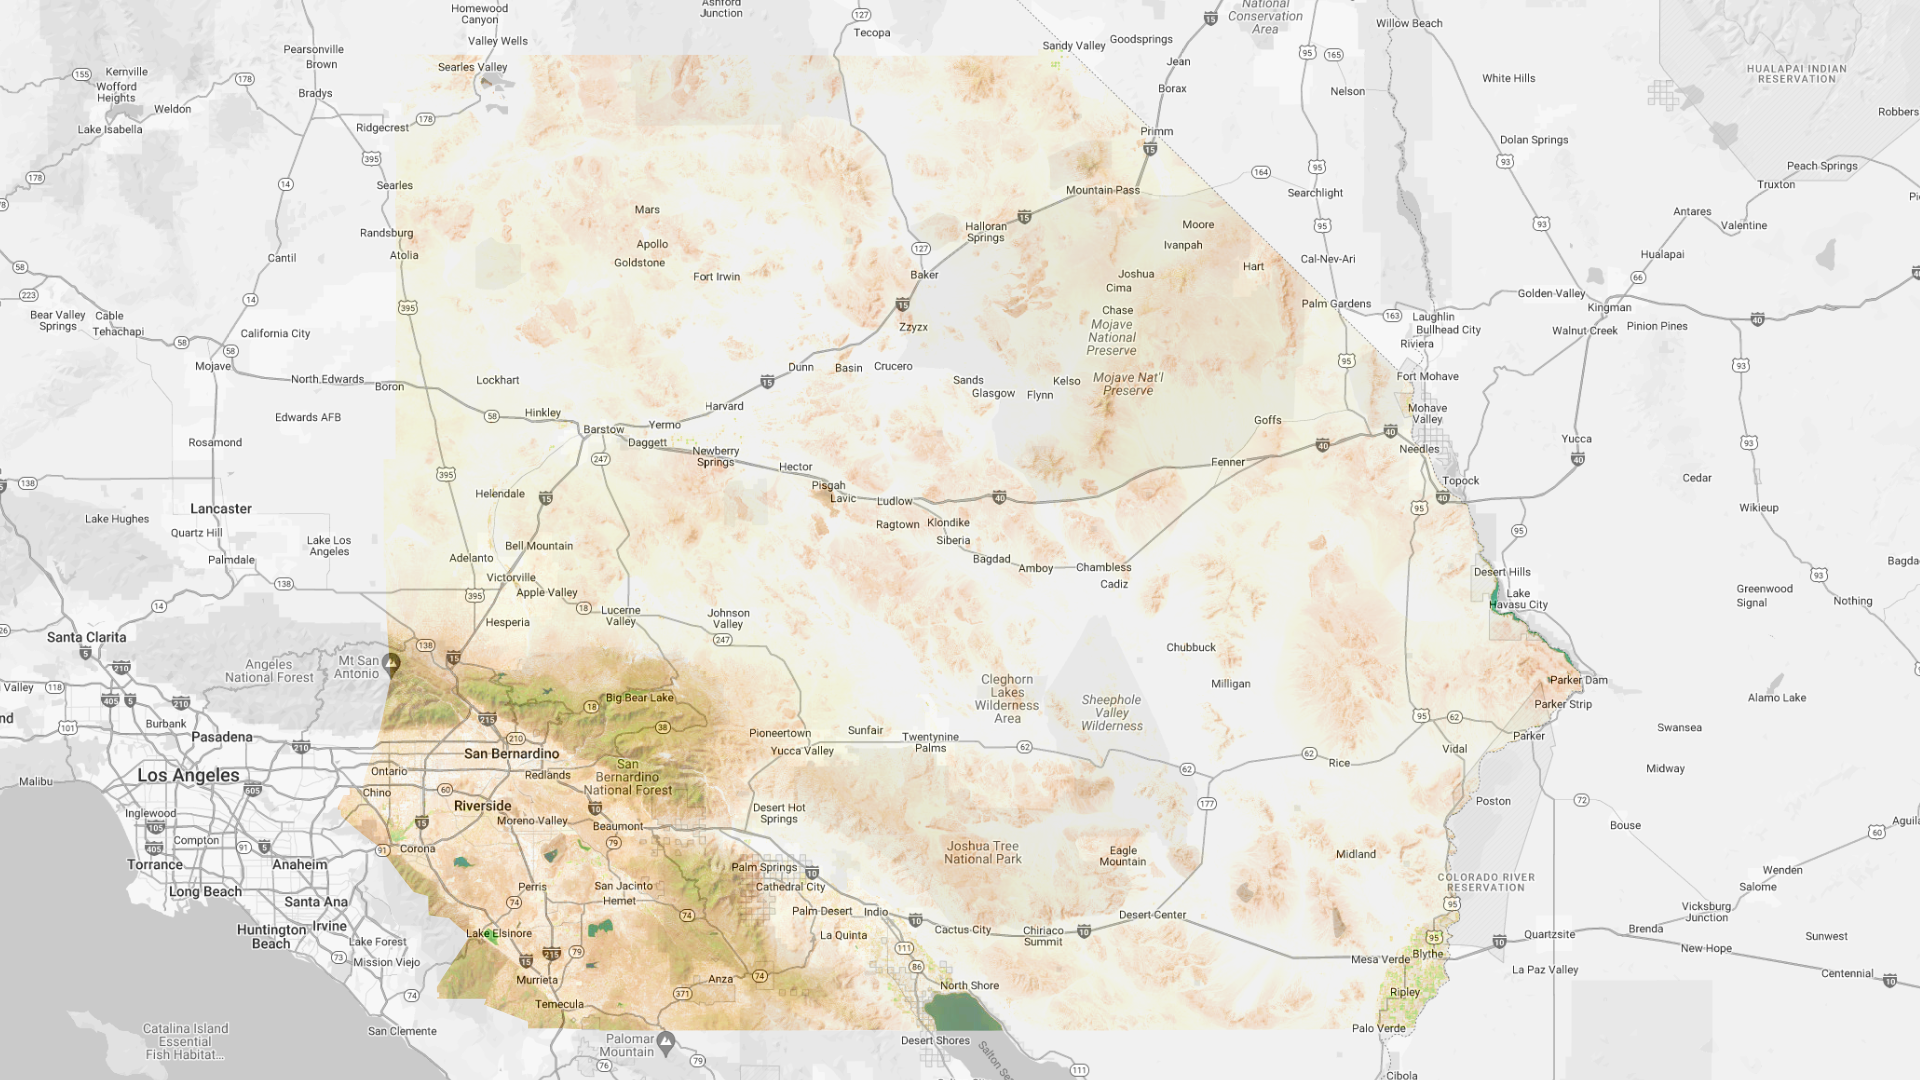 Homewood
Canyon
Ashford
Junction
127
Tecopa
National
Conservation
Area
15
Willow Beach
Valley Wells
Pearsonville
Brown
Sandy Valley
Goodsprings
95
165
Searles Valley
Jean
HUALAPAI INDIAN
RESERVATION
155
Kernville
Wofford
Heights
178
Bradys
Borax
Nelson
White Hills
Weldon
Robbers
Lake Isabella
Ridgecrest
178
Primm
15
Dolan Springs
395
95
93
Peach Springs
178
14
Searles
Mountain Pass
164
Searchlight
Truxton
Mars
Antares
Valentine
Randsburg
Apollo
Goldstone
Halloran
Springs
15
Moore
Ivanpah
95
93
Atolia
Cantil
127
Cal-Nev-Ari
Hualapai
58
Fort Irwin
Baker
Joshua
Cima
Hart
66
223
14
395
15
Chase
Palm Gardens
Golden Valley
Kingman
40
Bear Valley
Springs
Cable
Tehachapi
California City
Zzyzx
Mojave
National
Preserve
163
Laughlin
Bullhead City
Riviera
Walnut Creek
Pinion Pines
40
58
58
Mojave
North Edwards
Boron
Lockhart
15
Dunn
Basin
Crucero
Sands
Glasgow
Flynn
Kelso
Mojave Nat'l
Preserve
95
Fort Mohave
93
Edwards AFB
58
Hinkley
Harvard
Mohave
Valley
Rosamond
Barstow
Yermo
Daggett
Goffs
40
40
Needles
Yucca
40
93
247
Newberry
Springs
Hector
Fenner
138
395
Pisgah
Lavic
Ludlow
40
Topock
40
Cedar
Helendale
15
Lancaster
Lake Hughes
Quartz Hill
Ragtown
Klondike
Siberia
95
95
Wikieup
Lake Los
Angeles
Palmdale
Adelanto
Bell Mountain
Bagdad
Amboy
Chambless
Cadiz
Desert Hills
93
138
Victorville
Apple Valley
Greenwood
Signal
Nothing
14
395
18
Lucerne
Valley
Johnson
Valley
Lake
Havasu City
Santa Clarita
5
Hesperia
247
138
15
Chubbuck
Angeles
National Forest
Mt San
Antonio
210
Valley
118
405
5
210
Big Bear Lake
18
Cleghorn
Lakes
Wilderness
Area
Milligan
Sheephole
Valley
Wilderness
Parker Dam
Parker Strip
Alamo Lake
101
Burbank
Pasadena
210
215
210
38
Pioneertown
Yucca Valley
Sunfair
Twentynine
Palms
62
95
62
Vidal
Parker
Swansea
San Bernardino
62
Rice
Malibu
Los Angeles
605
Ontario
Chino
60
Redlands
San
Bernardino
National Forest
10
62
177
Midway
Inglewood
105
Riverside
Moreno Valley
15
Beaumont
79
Desert Hot
Springs
Poston
72
Bouse
60
405
Compton
91
5
91
Corona
Torrance
Anaheim
Joshua Tree
National Park
Eagle
Mountain
Midland
Palm Springs
10
Cathedral City
COLORADO RIVER
RESERVATION
Wenden
Salome
Long Beach
Santa Ana
Perris
74
San Jacinto
Hemet
74
Palm Desert
Indio
10
Cactus City
Chiriaco
Summit
10
Desert Center
95
Vicksburg
Junction
Huntington
Beach
Irvine
Lake Forest
Lake Elsinore
La Quinta
95
Quartzsite
10
Brenda
New Hope
Sunwest
73
Mission Viejo
15
215
79
111
86
Mesa Verde
Blythe
La Paz Valley
Centennial
10
Murrieta
Anza
74
371
North Shore
Ripley
74
Temecula
San Clemente
Palo Verde
Catalina Island
Essential
Fish Habitat...
Palomar
Mountain
76
79
Desert Shores
111
Cibola